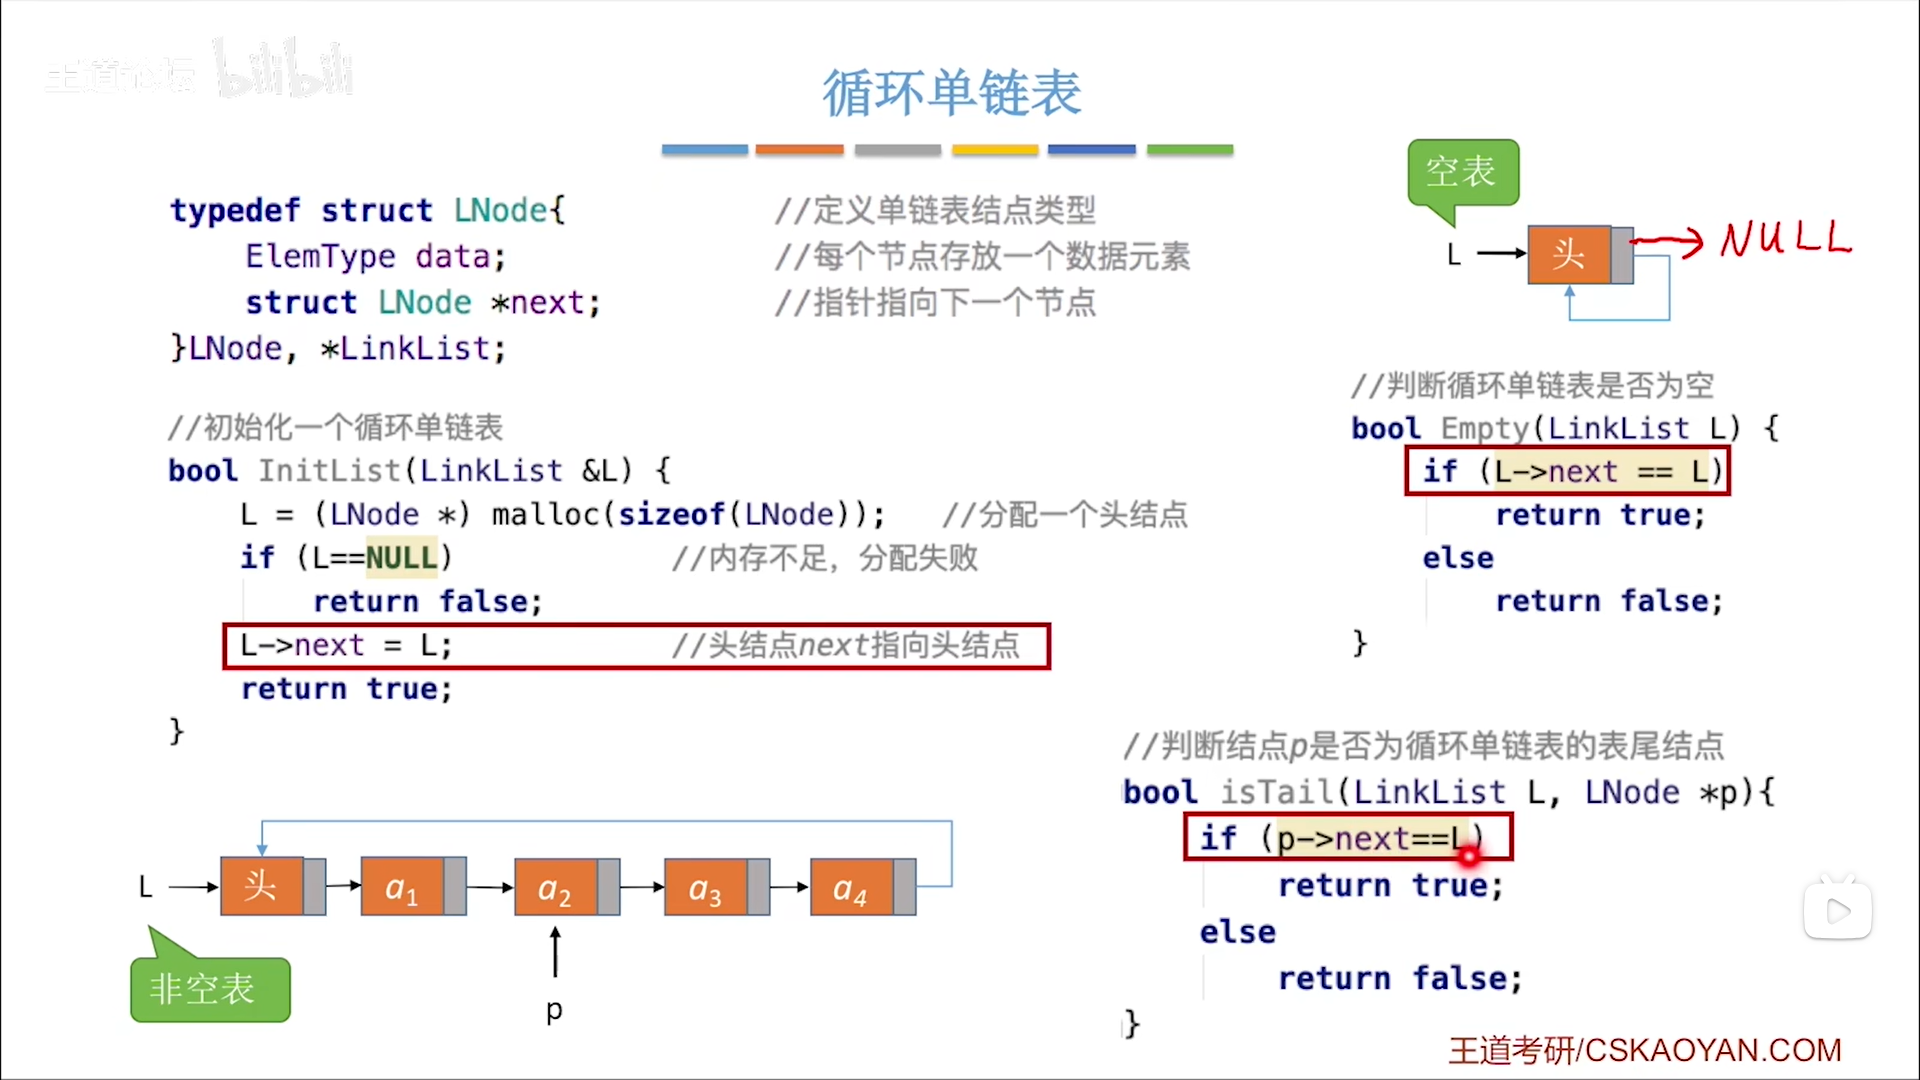 王道论坛 bilibili
循环单链表
typedef struct LNode{ //定义单链表结点类型
ElemType data; //每个节点存放一个数据元素
struct LNode *next; //指针指向下一个节点
}LNode, *LinkList;
//初始化一个循环单链表
bool InitList(LinkList &L) {
L = (LNode *) malloc(sizeof(LNode)); //分配一个头结点
if (L==NULL) //内存不足，分配失败
return false;
L->next = L; //头结点next指向头结点
return true;
}
空表
L 头 NULL
//判断循环单链表是否为空
bool Empty(LinkList L) {
if (L->next == L)
return true;
else
return false;
}
//判断结点p是否为循环单链表的表尾结点
bool isTail(LinkList L, LNode *p){
if (p->next==L)
return true;
else
return false;
}
L 头 a1 a2 a3 a4
非空表
p
王道考研/CSKAOYAN.COM